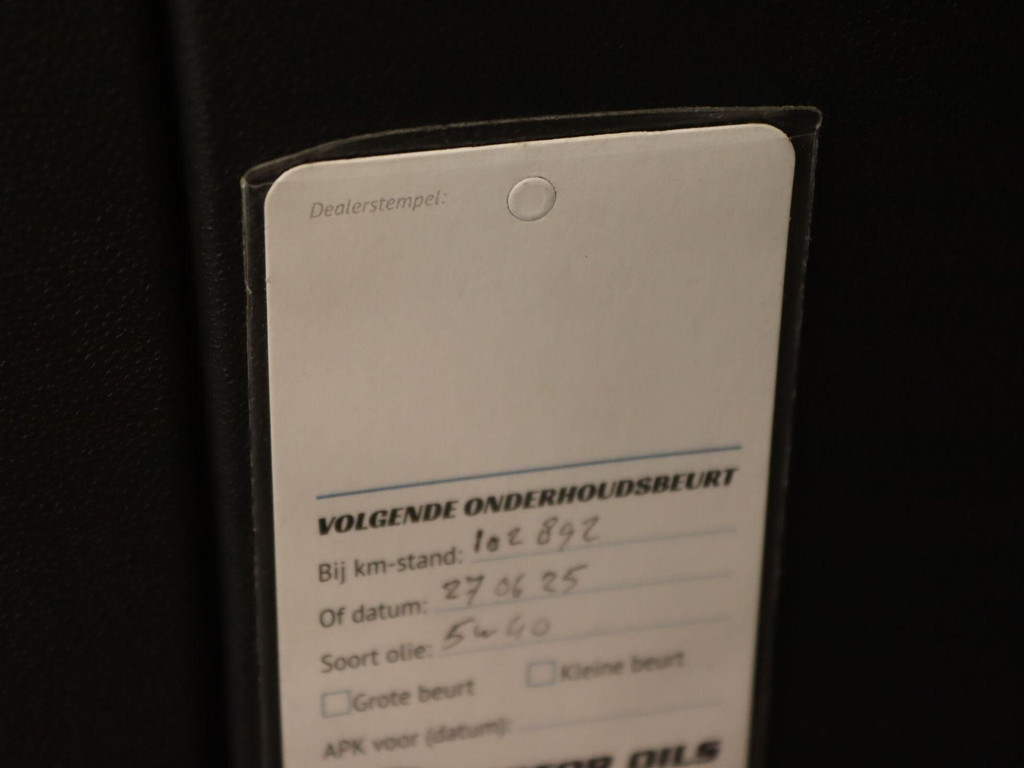 Dealerstempel:
VOLGENDE ONDERHOUDSBEURT
Bij km-stand: 102 892
Of datum: 27 06 25
Soort olie: 5w40
Grote beurt Kleine beurt
APK voor (datum):
OILS